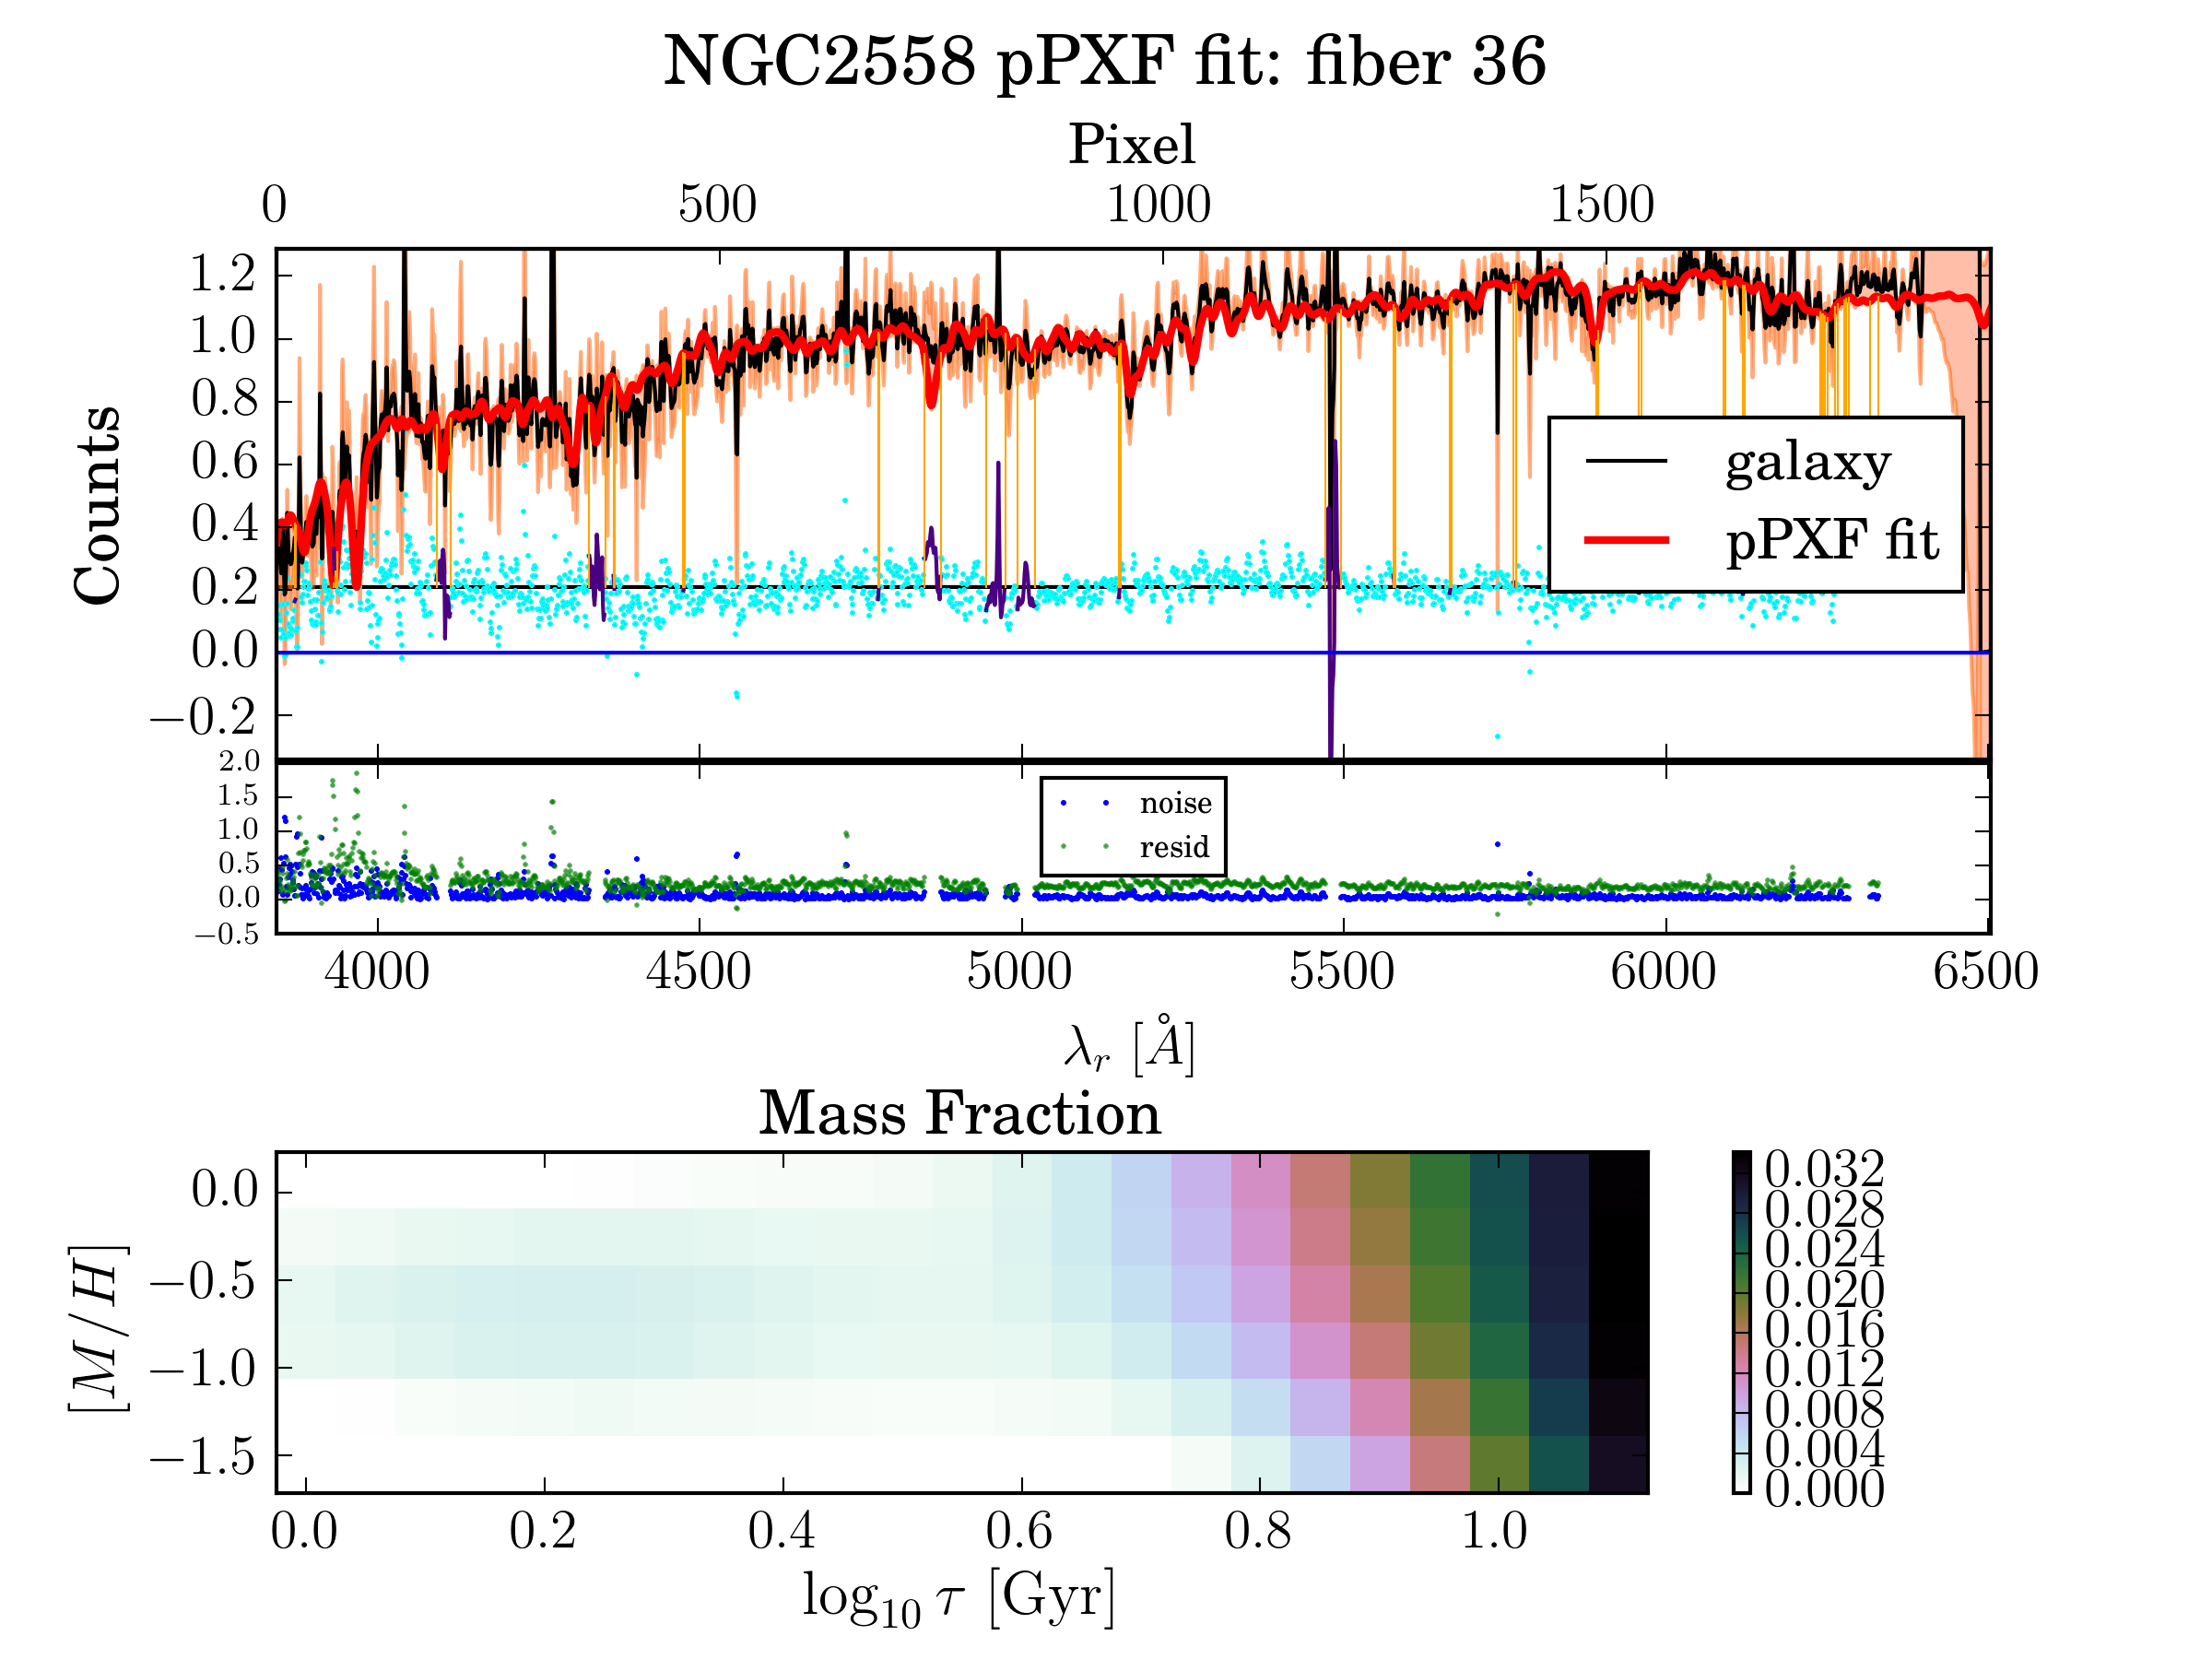 NGC2558 pPXF fit: fiber 36
Pixel
0 500 1000 1500
1.2
1.0
0.8
0.6
0.4
0.2
0.0
−0.2
Counts
galaxy
pPXF fit
2.0
1.5
1.0
0.5
0.0
−0.5
noise
resid
4000 4500 5000 5500 6000 6500
λr [Å]
Mass Fraction
0.0
−0.5
−1.0
−1.5
[M/H]
0.0 0.2 0.4 0.6 0.8 1.0
log10 τ [Gyr]
0.032
0.028
0.024
0.020
0.016
0.012
0.008
0.004
0.000